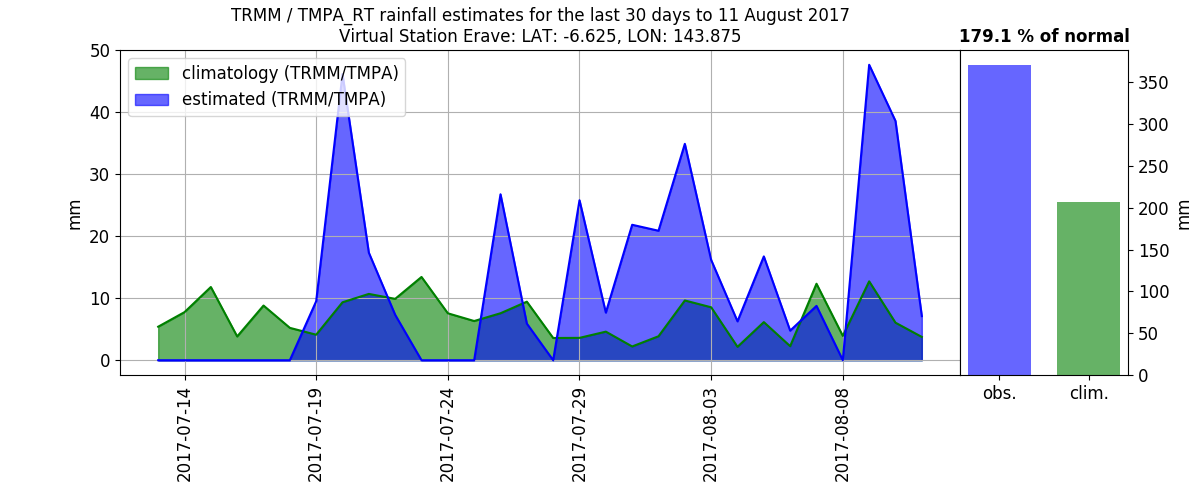 TRMM / TMPA_RT rainfall estimates for the last 30 days to 11 August 2017
Virtual Station Erave: LAT: -6.625, LON: 143.875
179.1 % of normal
climatology (TRMM/TMPA)
estimated (TRMM/TMPA)
mm
50
40
30
20
10
0
2017-07-14
2017-07-19
2017-07-24
2017-07-29
2017-08-03
2017-08-08
350
300
250
200
150
100
50
0
mm
obs.
clim.